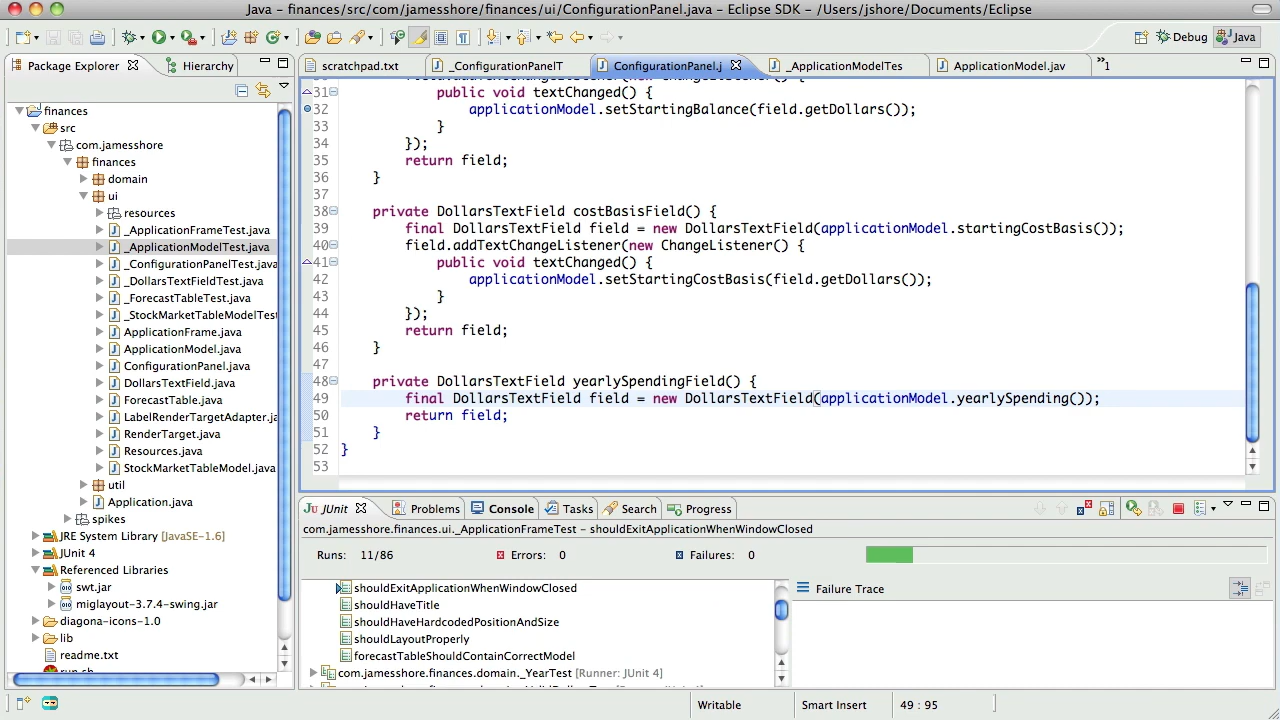 Java - finances/src/com/jamesshore/finances/ui/ConfigurationPanel.java - Eclipse SDK - /Users/jshore/Documents/Eclipse
Debug Java
Package Explorer Hierarchy
finances
src
com.jamesshore
finances
domain
ui
resources
_ApplicationFrameTest.java
_ApplicationModelTest.java
_ConfigurationPanelTest.java
_DollarsTextFieldTest.java
_ForecastTableTest.java
_StockMarketTableModelTest
ApplicationFrame.java
ApplicationModel.java
ConfigurationPanel.java
DollarsTextField.java
ForecastTable.java
LabelRenderTargetAdapter.java
RenderTarget.java
Resources.java
StockMarketTableModel.java
util
Application.java
spikes
JRE System Library [JavaSE-1.6]
JUnit 4
Referenced Libraries
swt.jar
miglayout-3.7.4-swing.jar
diagona-icons-1.0
lib
readme.txt
run.sh
scratchpad.txt _ConfigurationPanelT ConfigurationPanel.j _ApplicationModelTes ApplicationModel.jav »1
30 field.addTextChangeListener(new ChangeListener() {
31 public void textChanged() {
32 applicationModel.setStartingBalance(field.getDollars());
33 }
34 });
35 return field;
36 }
37
38 private DollarsTextField costBasisField() {
39 final DollarsTextField field = new DollarsTextField(applicationModel.startingCostBasis());
40 field.addTextChangeListener(new ChangeListener() {
41 public void textChanged() {
42 applicationModel.setStartingCostBasis(field.getDollars());
43 }
44 });
45 return field;
46 }
47
48 private DollarsTextField yearlySpendingField() {
49 final DollarsTextField field = new DollarsTextField(applicationModel.yearlySpending());
50 return field;
51 }
52 }
53
JUnit Problems Console Tasks Search Progress
com.jamesshore.finances.ui._ApplicationFrameTest - shouldExitApplicationWhenWindowClosed
Runs: 11/86 Errors: 0 Failures: 0
shouldExitApplicationWhenWindowClosed
shouldHaveTitle
shouldHaveHardcodedPositionAndSize
shouldLayoutProperly
forecastTableShouldContainCorrectModel
com.jamesshore.finances.domain._YearTest [Runner: JUnit 4]
Failure Trace
Writable Smart Insert 49 : 95